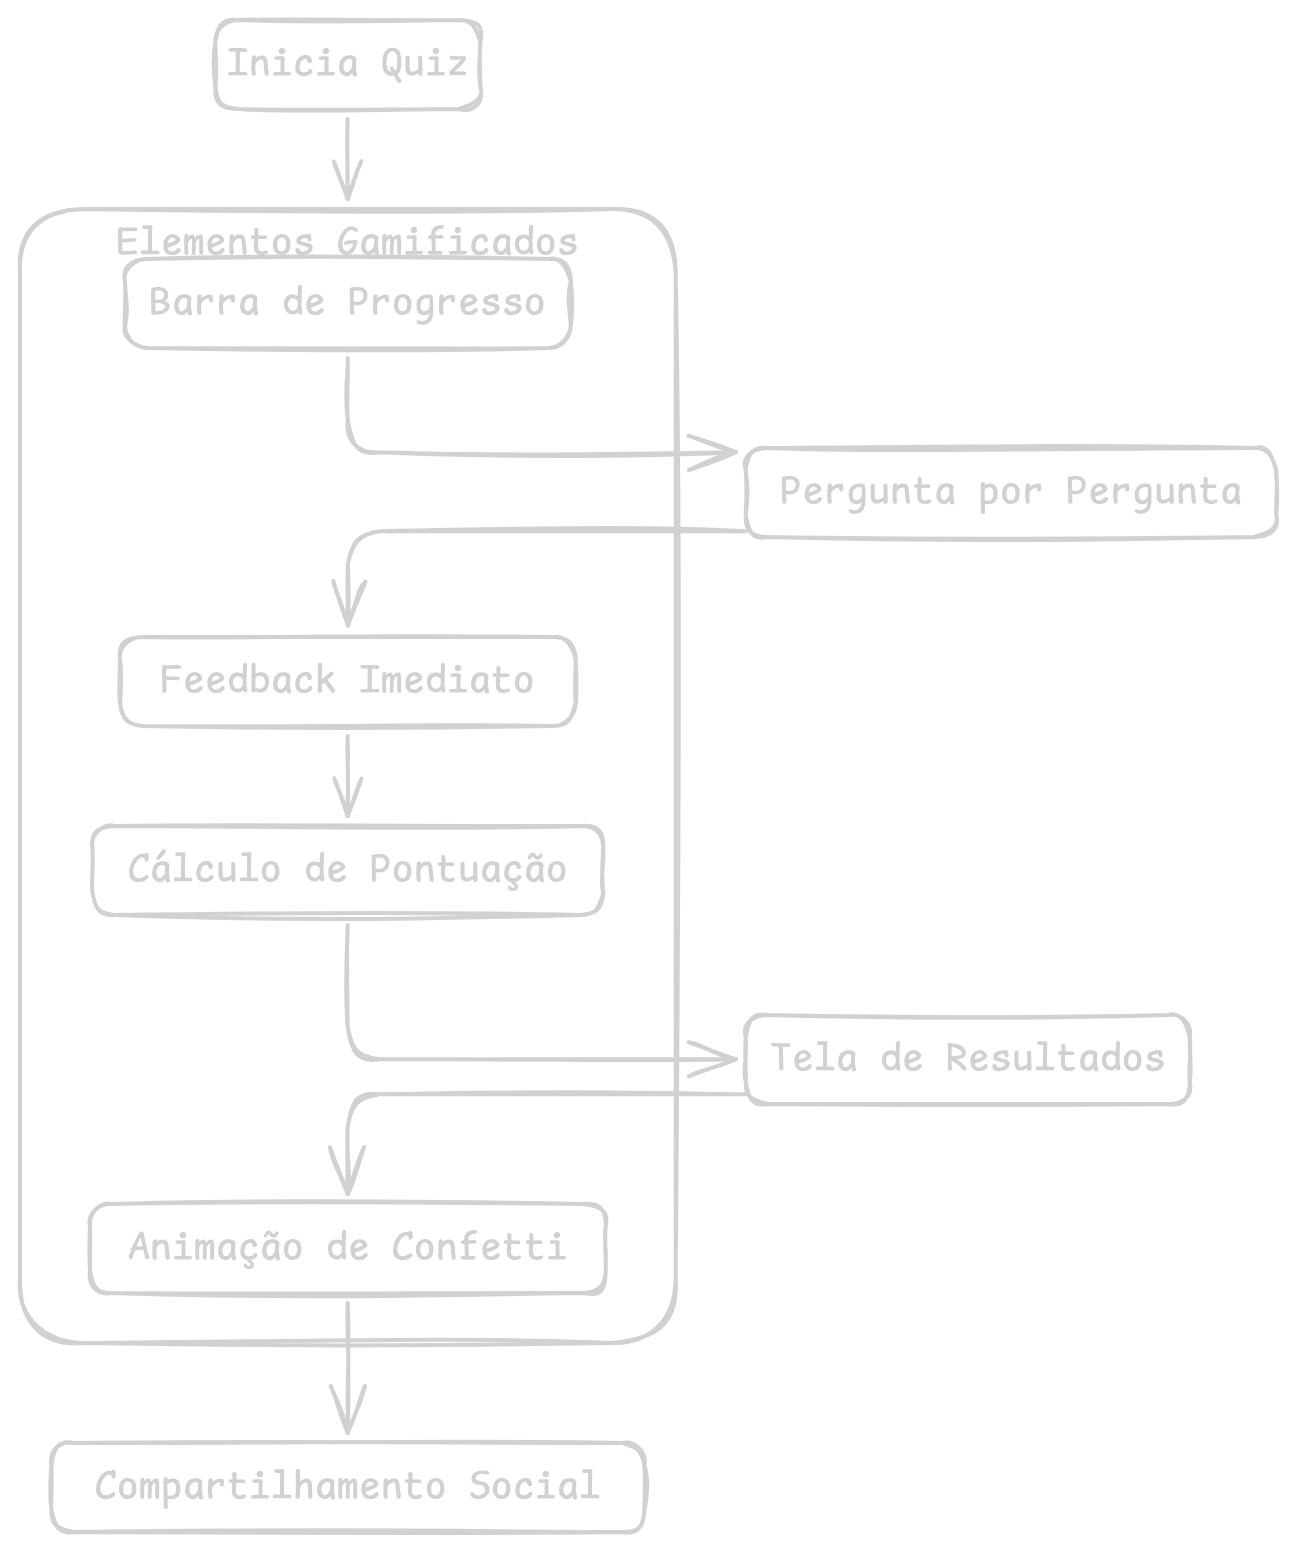 Inicia Quiz
Elementos Gamificados
Barra de Progresso
Pergunta por Pergunta
Feedback Imediato
Cálculo de Pontuação
Tela de Resultados
Animação de Confetti
Compartilhamento Social